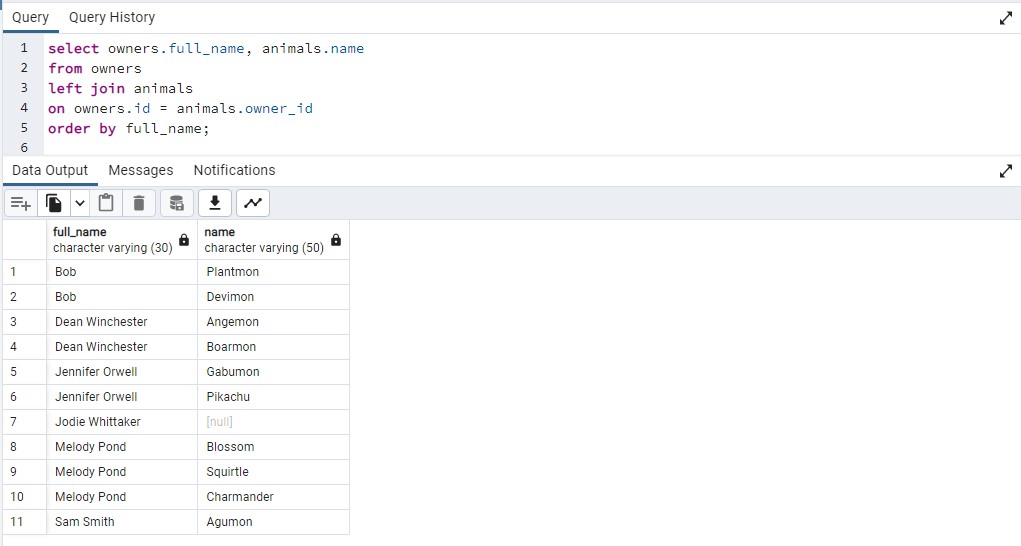 Query Query History
1 select owners.full_name, animals.name
2 from owners
3 left join animals
4 on owners.id = animals.owner_id
5 order by full_name;
6
Data Output Messages Notifications
full_name name
character varying (30) character varying (50)
1 Bob Plantmon
2 Bob Devimon
3 Dean Winchester Angemon
4 Dean Winchester Boarmon
5 Jennifer Orwell Gabumon
6 Jennifer Orwell Pikachu
7 Jodie Whittaker [null]
8 Melody Pond Blossom
9 Melody Pond Squirtle
10 Melody Pond Charmander
11 Sam Smith Agumon